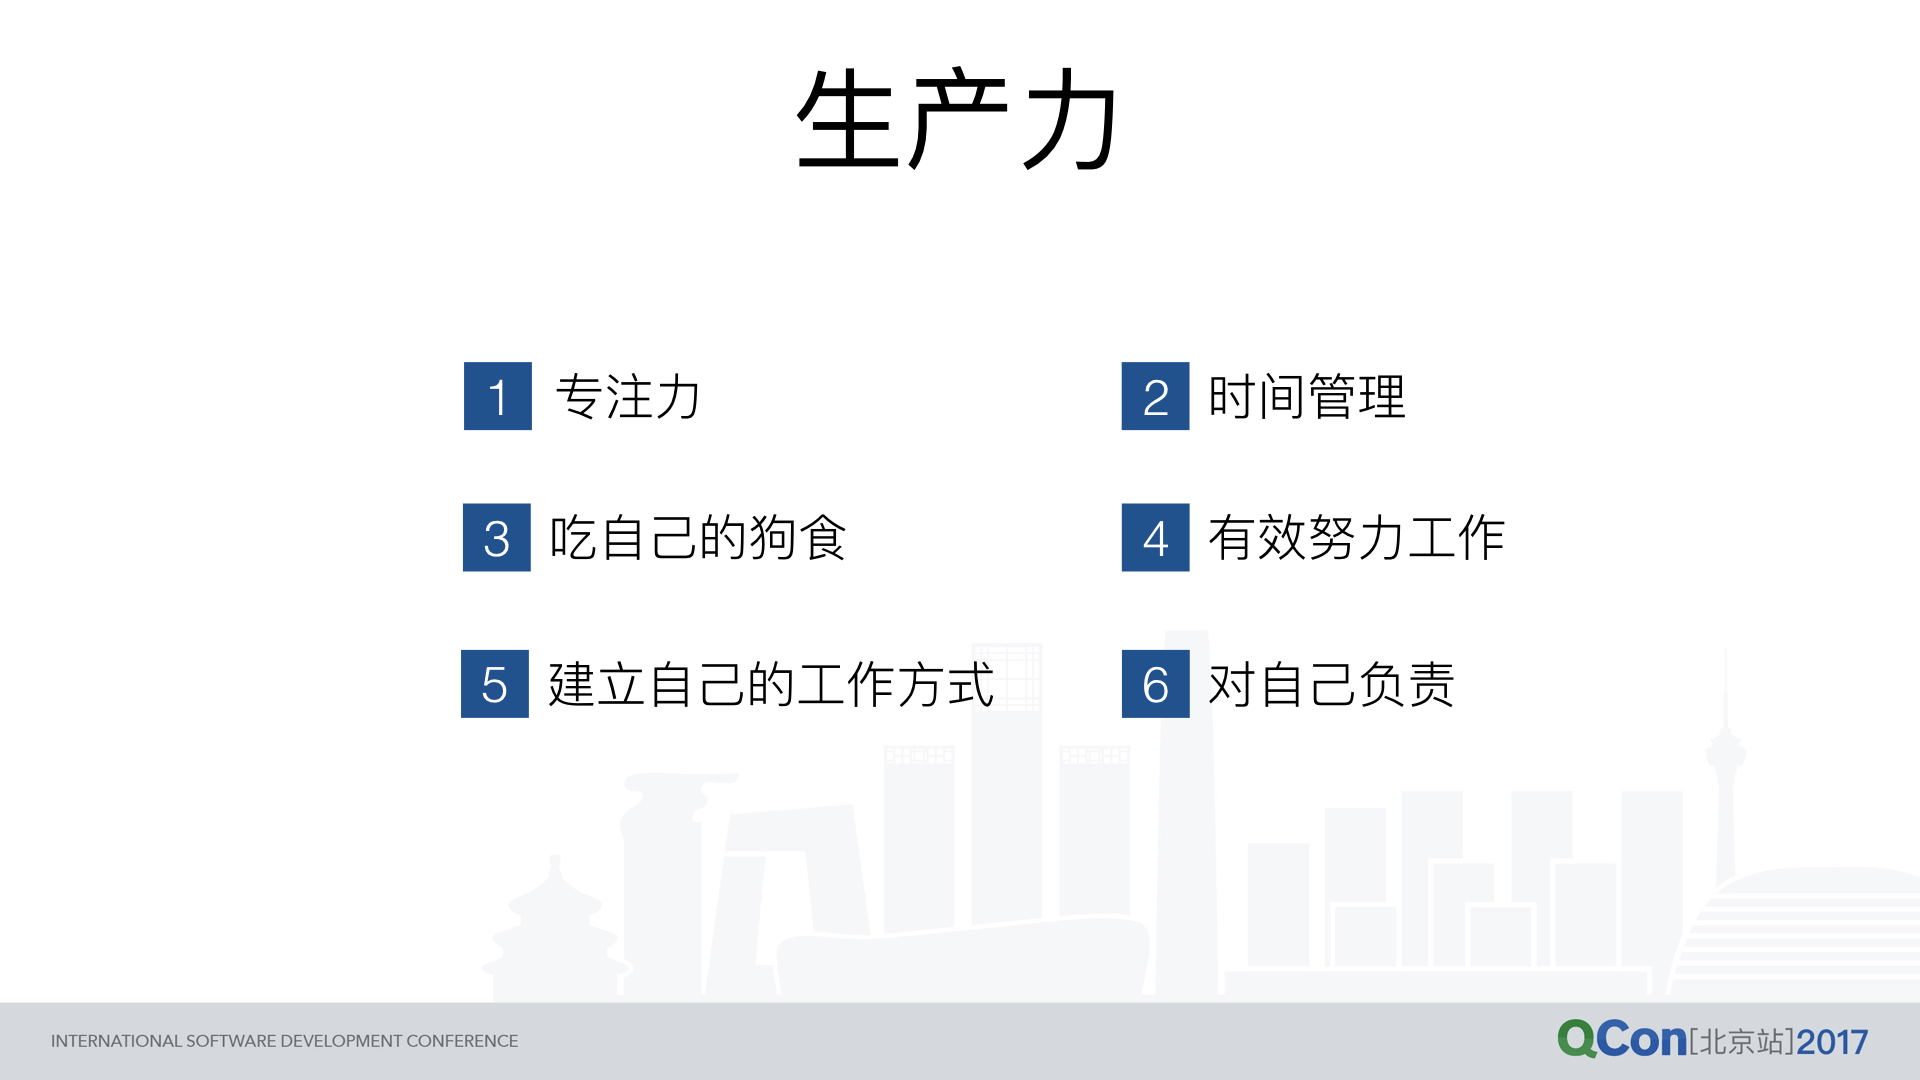 生产力
1 专注力
2 时间管理
3 吃自己的狗食
4 有效努力工作
5 建立自己的工作方式
6 对自己负责
INTERNATIONAL SOFTWARE DEVELOPMENT CONFERENCE
QCon[北京站]2017